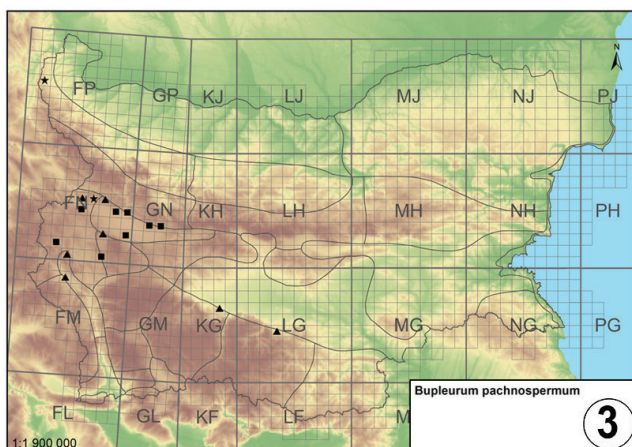 N
FP GP KJ LJ MJ NJ PJ
FN GN KH LH MH NH PH
FM GM KG LG MG NG PG
FL GL KF LF M
1:1 900 000
Bupleurum pachnospermum
3